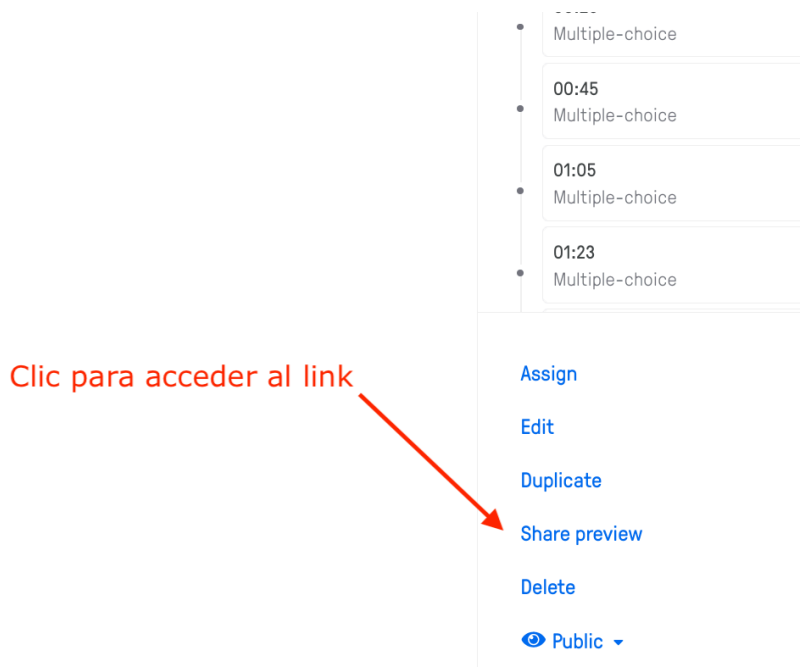 Multiple-choice
00:45
Multiple-choice
01:05
Multiple-choice
01:23
Multiple-choice
Clic para acceder al link
Assign
Edit
Duplicate
Share preview
Delete
Public